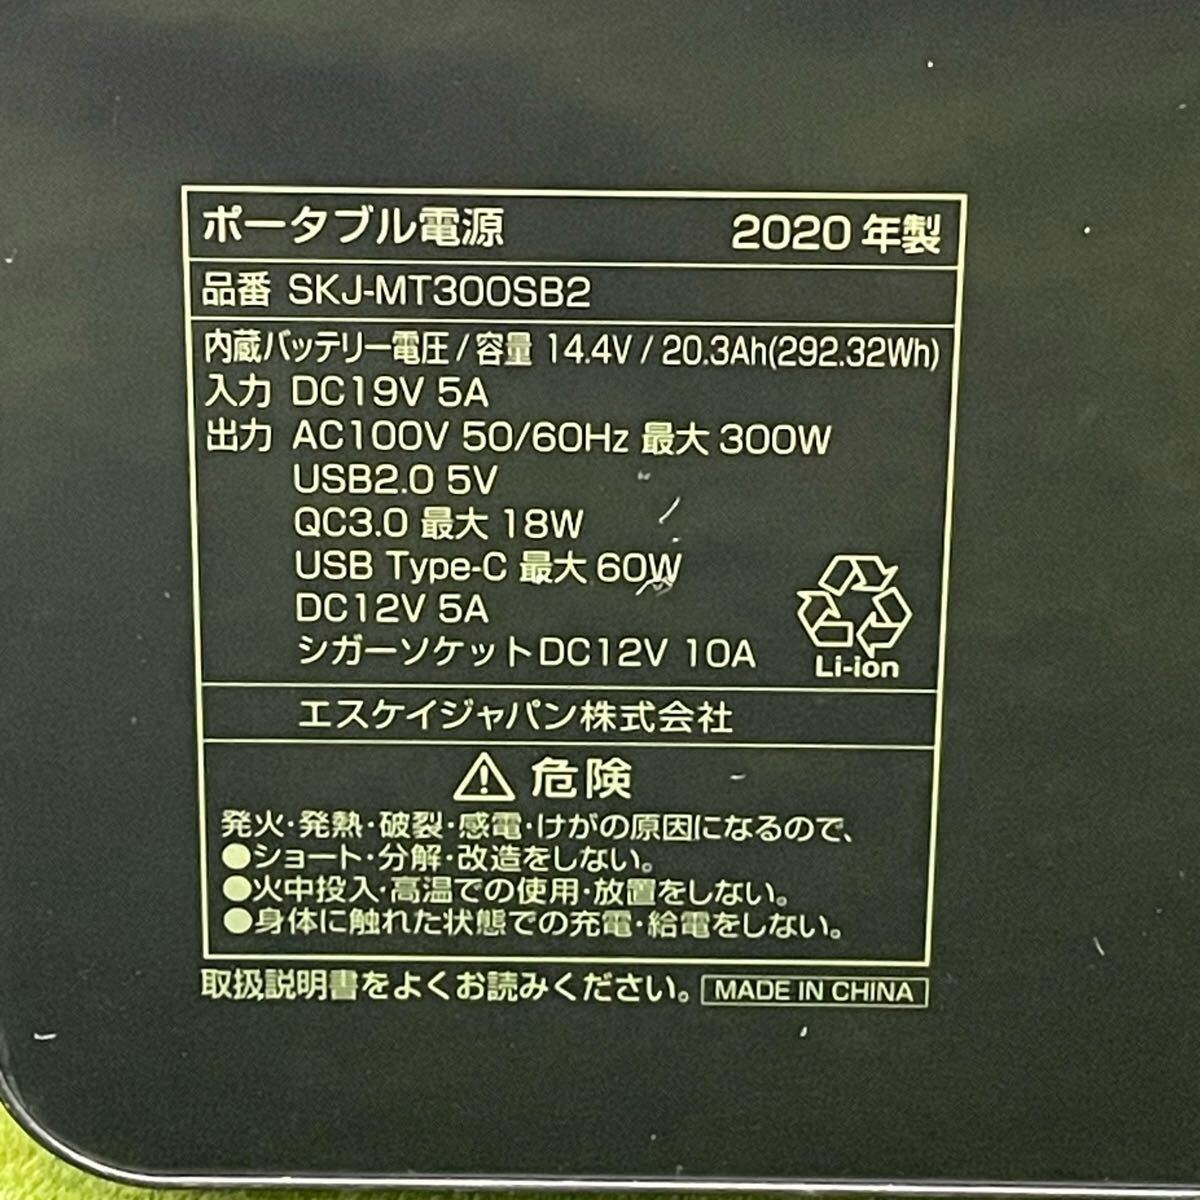 ポータブル電源 2020年製
品番 SKJ-MT300SB2
内蔵バッテリー電圧/容量 14.4V / 20.3Ah(292.32Wh)
入力 DC19V 5A
出力 AC100V 50/60Hz 最大 300W
USB2.0 5V
QC3.0 最大 18W
USB Type-C 最大 60W
DC12V 5A
シガーソケットDC12V 10A
Li-ion
エスケイジャパン株式会社
⚠ 危険
発火・発熱・破裂・感電・けがの原因になるので、
●ショート・分解・改造をしない。
●火中投入・高温での使用・放置をしない。
●身体に触れた状態での充電・給電をしない。
取扱説明書をよくお読みください。 MADE IN CHINA